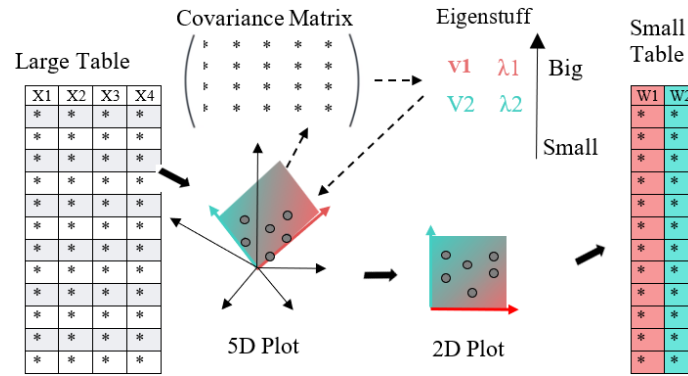 Covariance Matrix
Eigenstuff
Small
Table
Large Table
* * * * *
* * * * *
* * * * *
* * * * *
v1 λ1
V2 λ2
Big
Small
X1 X2 X3 X4
* * * *
* * * *
* * * *
* * * *
* * * *
* * * *
* * * *
* * * *
* * * *
* * * *
* * * *
* * * *
W1 W2
* *
* *
* *
* *
* *
* *
* *
* *
* *
* *
* *
* *
5D Plot
2D Plot